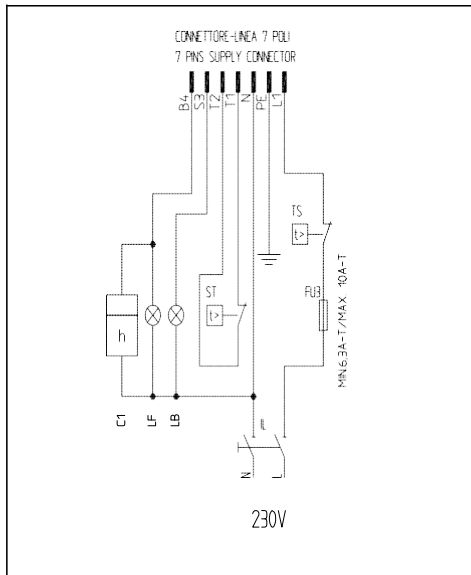 CONNETTORE-LINEA 7 POLI
7 PINS SUPPLY CONNECTOR
B4
S3
T2
T1
N
PE
L1
TS
t>
ST
t>
FU3
MIN6,3A-T/MAX. 10A-T
h
C1
LF
LB
N
L
230V